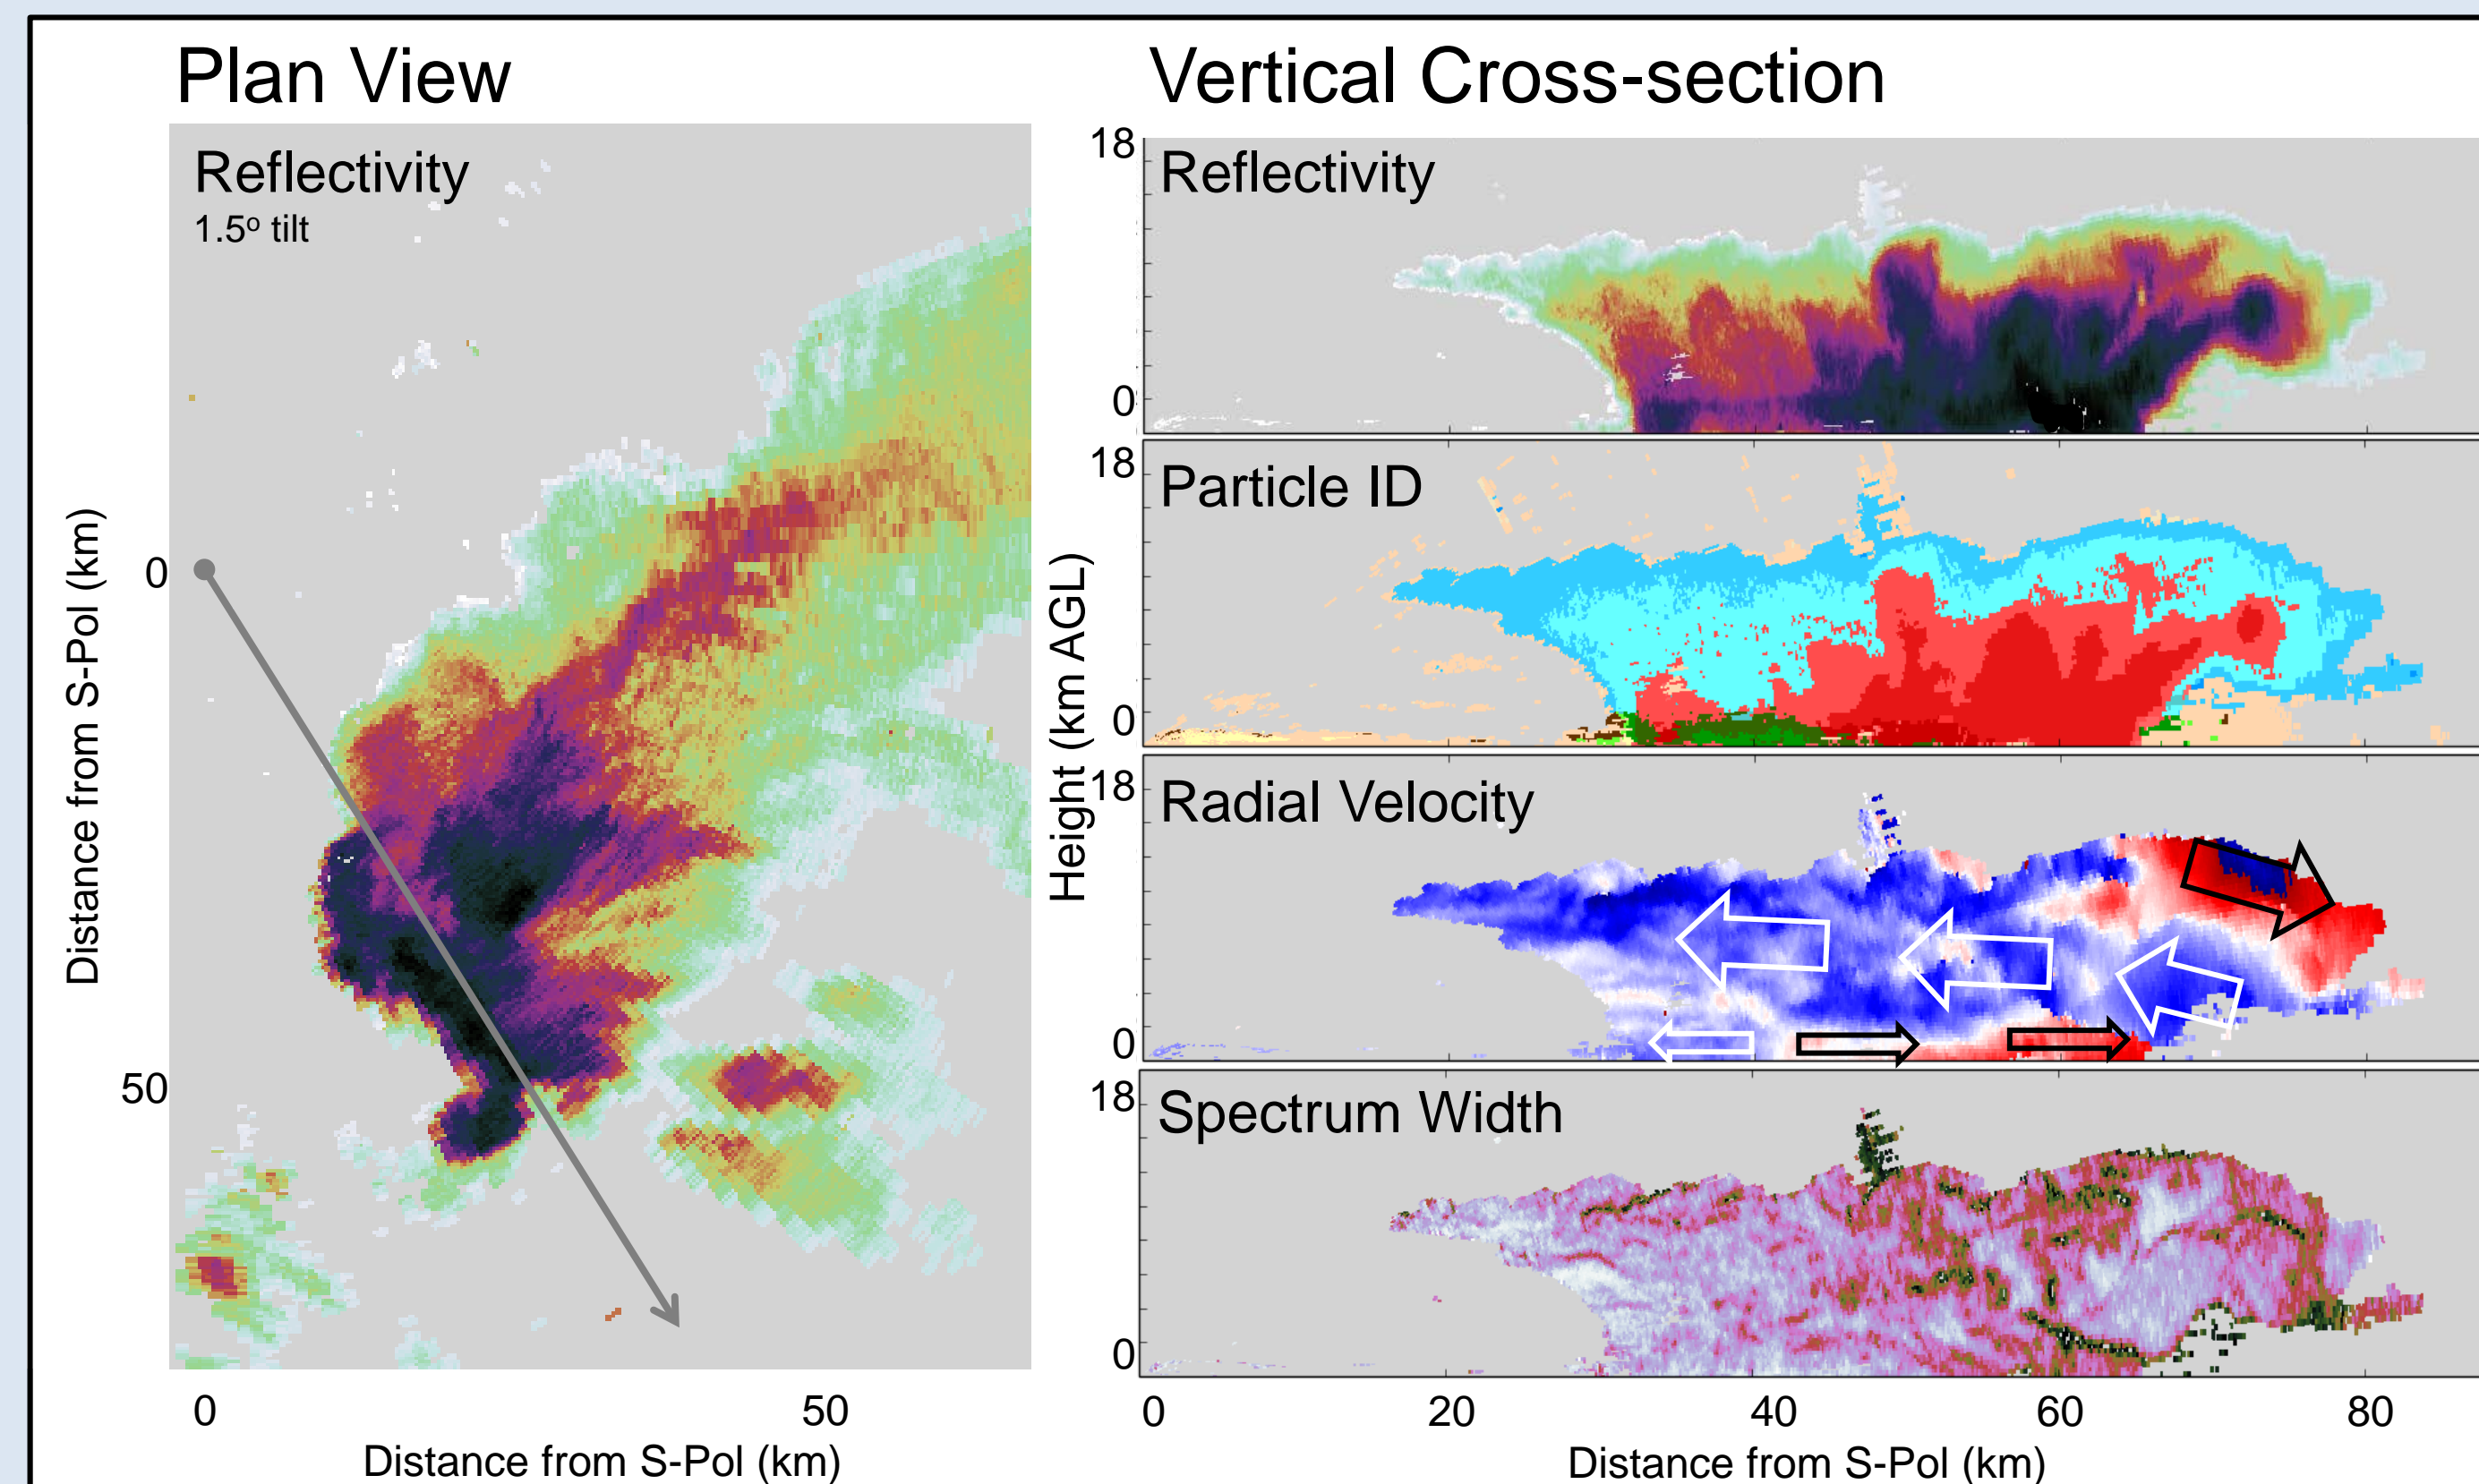 Plan View
Reflectivity
1.5º tilt
Distance from S-Pol (km)
0
50
0
50
Distance from S-Pol (km)
Vertical Cross-section
Height (km AGL)
18
Reflectivity
0
18
Particle ID
0
18
Radial Velocity
0
18
Spectrum Width
0
0
20
40
60
80
Distance from S-Pol (km)